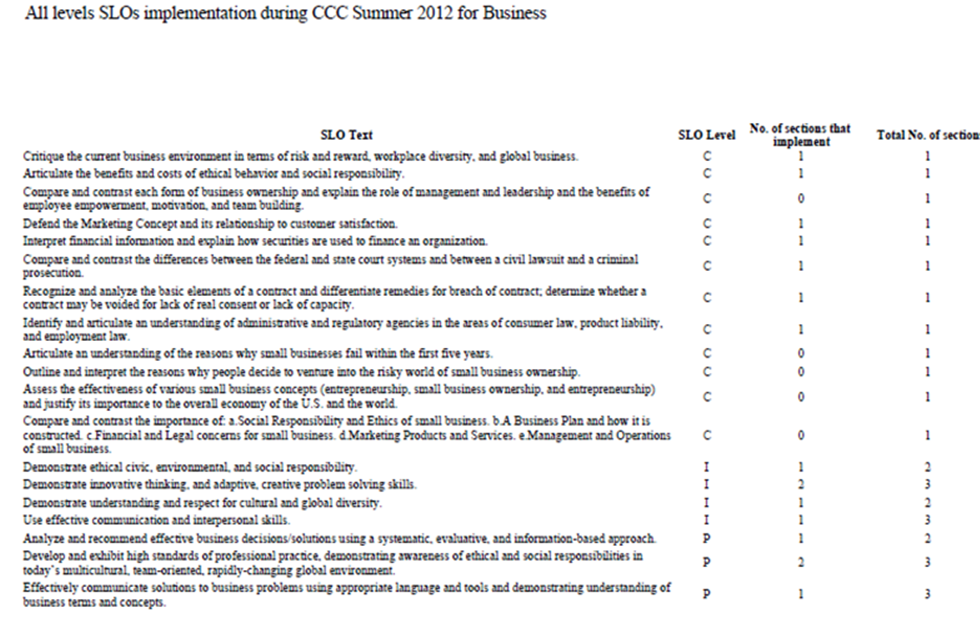 All levels SLOs implementation during CCC Summer 2012 for Business
SLO Text SLO Level No. of sections that implement Total No. of section
Critique the current business environment in terms of risk and reward, workplace diversity, and global business. C 1 1
Articulate the benefits and costs of ethical behavior and social responsibility. C 1 1
Compare and contrast each form of business ownership and explain the role of management and leadership and the benefits of
employee empowerment, motivation, and team building. C 0 1
Defend the Marketing Concept and its relationship to customer satisfaction. C 1 1
Interpret financial information and explain how securities are used to finance an organization. C 1 1
Compare and contrast the differences between the federal and state court systems and between a civil lawsuit and a criminal
prosecution. C 1 1
Recognize and analyze the basic elements of a contract and differentiate remedies for breach of contract; determine whether a
contract may be voided for lack of real consent or lack of capacity. C 1 1
Identify and articulate an understanding of administrative and regulatory agencies in the areas of consumer law, product liability,
and employment law. C 1 1
Articulate an understanding of the reasons why small businesses fail within the first five years. C 0 1
Outline and interpret the reasons why people decide to venture into the risky world of small business ownership. C 0 1
Assess the effectiveness of various small business concepts (entrepreneurship, small business ownership, and entrepreneurship)
and justify its importance to the overall economy of the U.S. and the world. C 0 1
Compare and contrast the importance of: a.Social Responsibility and Ethics of small business. b.A Business Plan and how it is
constructed. c.Financial and Legal concerns for small business. d.Marketing Products and Services. e.Management and Operations
of small business. C 0 1
Demonstrate ethical civic, environmental, and social responsibility. I 1 2
Demonstrate innovative thinking, and adaptive, creative problem solving skills. I 2 3
Demonstrate understanding and respect for cultural and global diversity. I 1 2
Use effective communication and interpersonal skills. I 1 3
Analyze and recommend effective business decisions/solutions using a systematic, evaluative, and information-based approach. P 1 2
Develop and exhibit high standards of professional practice, demonstrating awareness of ethical and social responsibilities in
today's multicultural, team-oriented, rapidly-changing global environment. P 2 3
Effectively communicate solutions to business problems using appropriate language and tools and demonstrating understanding of
business terms and concepts. P 1 3